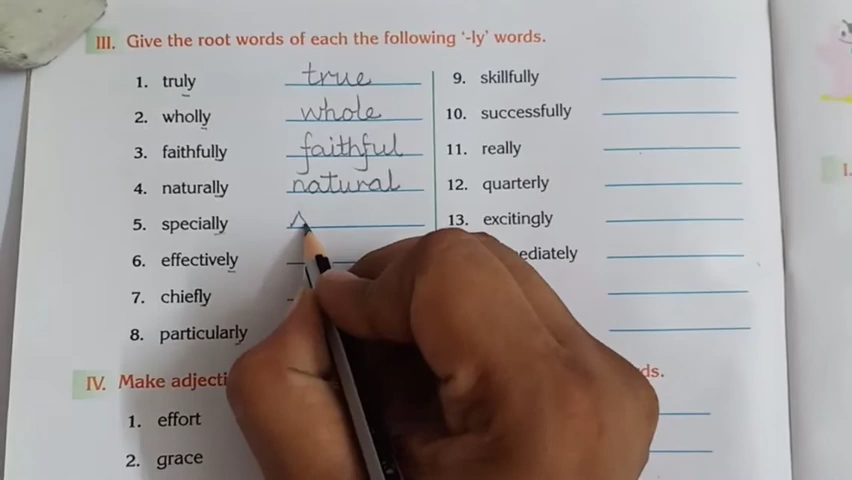 III. Give the root words of each the following '-ly' words.
1. truly true
2. wholly whole
3. faithfully faithful
4. naturally natural
5. specially
6. effectively
7. chiefly
8. particularly
9. skillfully
10. successfully
11. really
12. quarterly
13. excitingly
ediately
IV. Make adjecti
ds.
1. effort
2. grace
I.